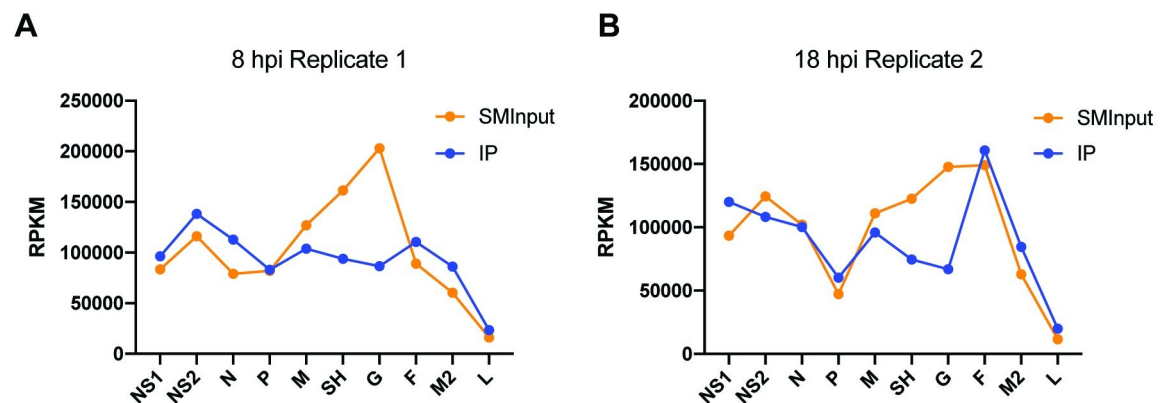 A
8 hpi Replicate 1
250000
200000
150000
100000
50000
0
RPKM
SMInput
IP
NS1
NS2
N
P
M
SH
G
F
M2
L
B
18 hpi Replicate 2
200000
150000
100000
50000
0
RPKM
SMInput
IP
NS1
NS2
N
P
M
SH
G
F
M2
L